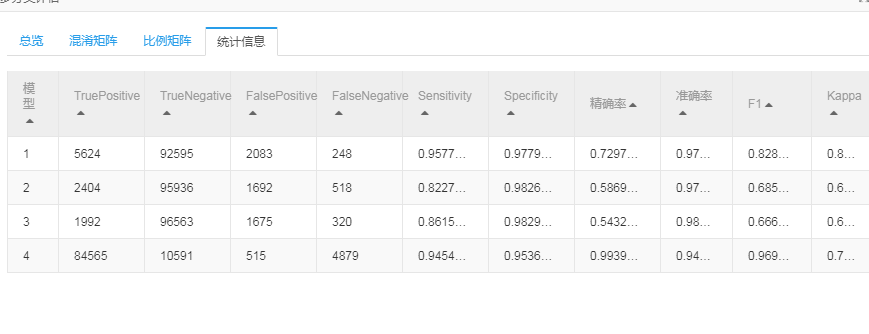 总览 混淆矩阵 比例矩阵 统计信息
模型 TruePositive TrueNegative FalsePositive FalseNegative Sensitivity Specificity 精确率 准确率 F1 Kappa
1 5624 92595 2083 248 0.9577... 0.9779... 0.7297... 0.97... 0.828... 0.8...
2 2404 95936 1692 518 0.8227... 0.9826... 0.5869... 0.97... 0.685... 0.6...
3 1992 96563 1675 320 0.8615... 0.9829... 0.5432... 0.98... 0.666... 0.6...
4 84565 10591 515 4879 0.9454... 0.9536... 0.9939... 0.94... 0.969... 0.7...